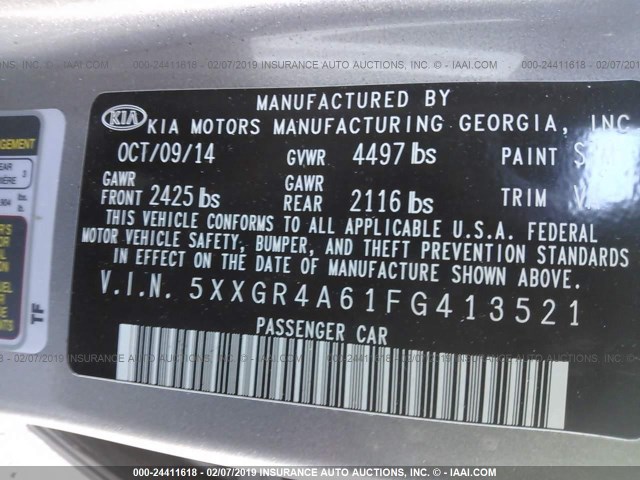 000-24411618 - 02/07/2019 - INSURANCE AUTO AUCTIONS, INC. - © IAAI.COM
MANUFACTURED BY
KIA KIA MOTORS MANUFACTURING GEORGIA, INC
OCT/09/14 GVWR 4497 lbs PAINT
GAWR FRONT 2425 lbs GAWR REAR 2116 lbs TRIM
THIS VEHICLE CONFORMS TO ALL APPLICABLE U.S.A. FEDERAL
MOTOR VEHICLE SAFETY, BUMPER, AND THEFT PREVENTION STANDARDS
IN EFFECT ON THE DATE OF MANUFACTURE SHOWN ABOVE.
V.I.N. 5XXGR4A61FG413521
PASSENGER CAR
TF
000-24411618 - 02/07/2019 - INSURANCE AUTO AUCTIONS, INC. - © IAAI.COM